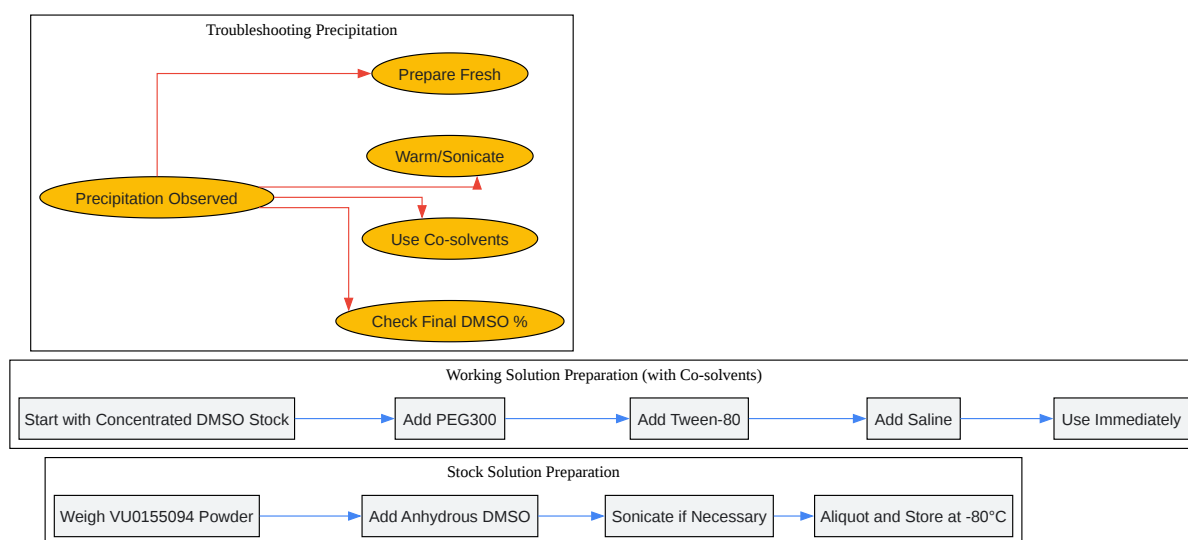 Troubleshooting Precipitation
Prepare Fresh
Warm/Sonicate
Precipitation Observed
Use Co-solvents
Check Final DMSO %
Working Solution Preparation (with Co-solvents)
Start with Concentrated DMSO Stock
Add PEG300
Add Tween-80
Add Saline
Use Immediately
Stock Solution Preparation
Weigh VU0155094 Powder
Add Anhydrous DMSO
Sonicate if Necessary
Aliquot and Store at -80°C